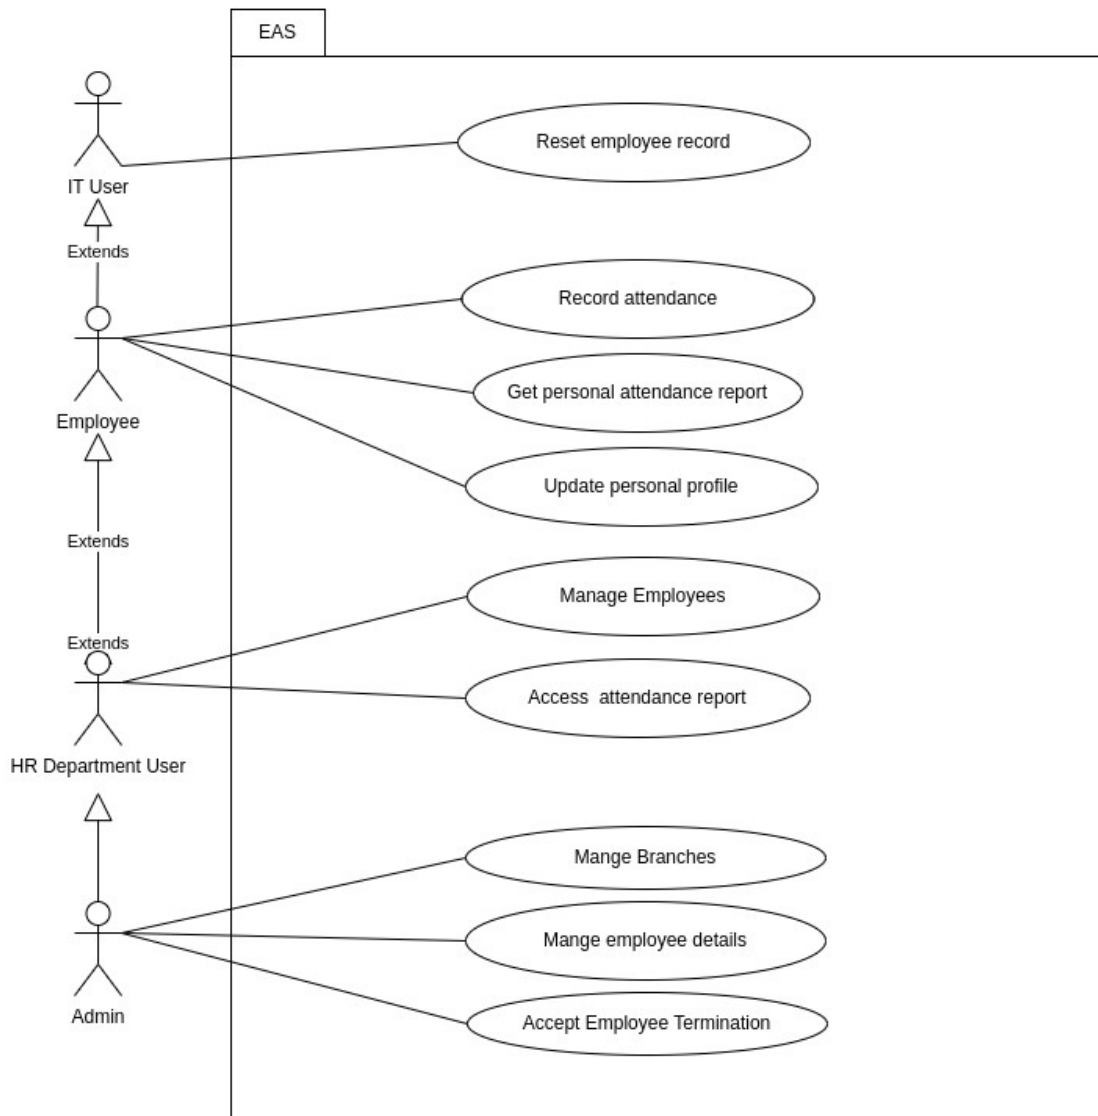 EAS
Reset employee record
IT User
Extends
Record attendance
Get personal attendance report
Employee
Update personal profile
Extends
Manage Employees
Extends
Access  attendance report
HR Department User
Mange Branches
Mange employee details
Admin
Accept Employee Termination